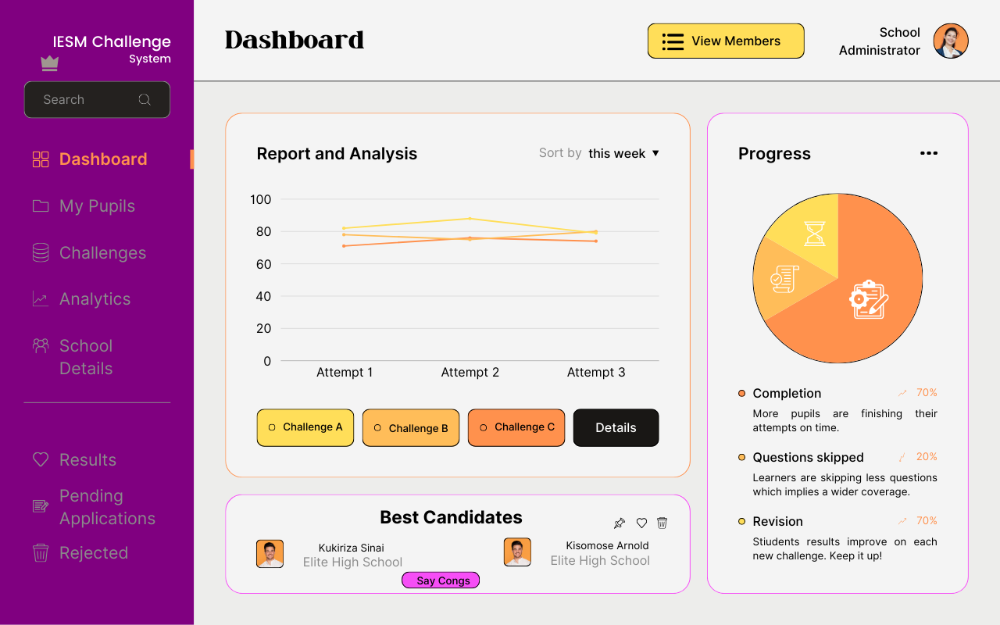 IESM Challenge
System
Search
Dashboard
My Pupils
Challenges
Analytics
School
Details
Results
Pending
Applications
Rejected
Dashboard
View Members
School
Administrator
Report and Analysis
Sort by this week
100
80
60
40
20
0
Attempt 1 Attempt 2 Attempt 3
Challenge A Challenge B Challenge C Details
Best Candidates
Kukiriza Sinai
Elite High School
Kisomose Arnold
Elite High School
Say Congs
Progress
Completion 70%
More pupils are finishing their
attempts on time.
Questions skipped 20%
Learners are skipping less questions
which implies a wider coverage.
Revision 70%
Stiudents results improve on each
new challenge. Keep it up!